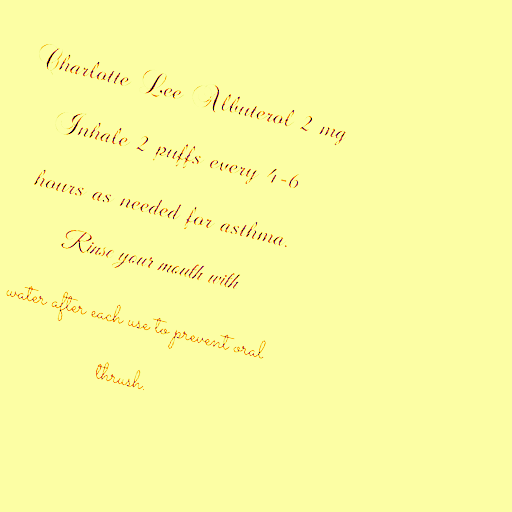 Charlotte Lee Albuterol 2 mg
Inhale 2 puffs every 4-6
hours as needed for asthma.
Rinse your mouth with
water after each use to prevent oral
thrush.